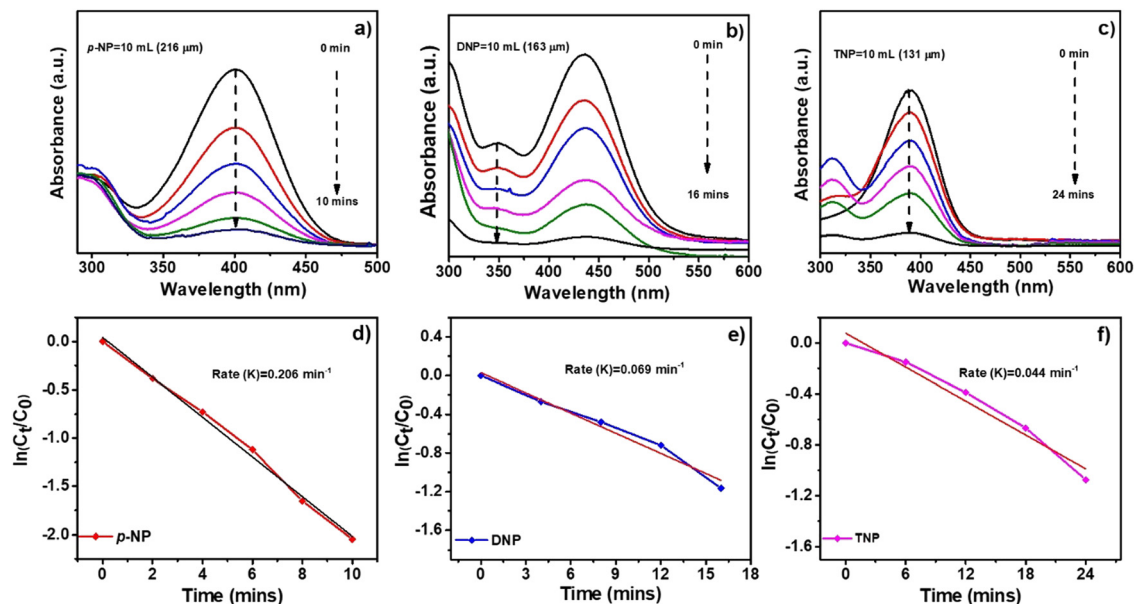 a)
p-NP=10 mL (216 μm)
0 min
10 mins
Absorbance (a.u.)
300 350 400 450 500
Wavelength (nm)
b)
DNP=10 mL (163 μm)
0 min
16 mins
Absorbance (a.u.)
300 350 400 450 500 550 600
Wavelength (nm)
c)
TNP=10 mL (131 μm)
0 min
24 mins
Absorbance (a.u.)
300 350 400 450 500 550 600
Wavelength (nm)
d)
Rate (K)=0.206 min⁻¹
ln(Ct/C0)
0.0
-0.5
-1.0
-1.5
-2.0
p-NP
0 2 4 6 8 10
Time (mins)
e)
Rate (K)=0.069 min⁻¹
ln(Ct/C0)
0.4
0.0
-0.4
-0.8
-1.2
-1.6
DNP
0 3 6 9 12 15 18
Time (mins)
f)
Rate (K)=0.044 min⁻¹
ln(Ct/C0)
0.0
-0.4
-0.8
-1.2
-1.6
TNP
0 6 12 18 24
Time (mins)